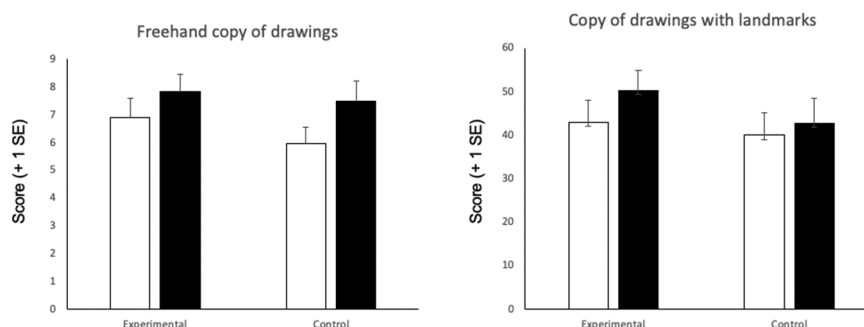 Freehand copy of drawings
9
8
7
6
5
4
3
2
1
0
Score (+ 1 SE)
Experimental
Control
Copy of drawings with landmarks
60
50
40
30
20
10
0
Score (+ 1 SE)
Experimental
Control